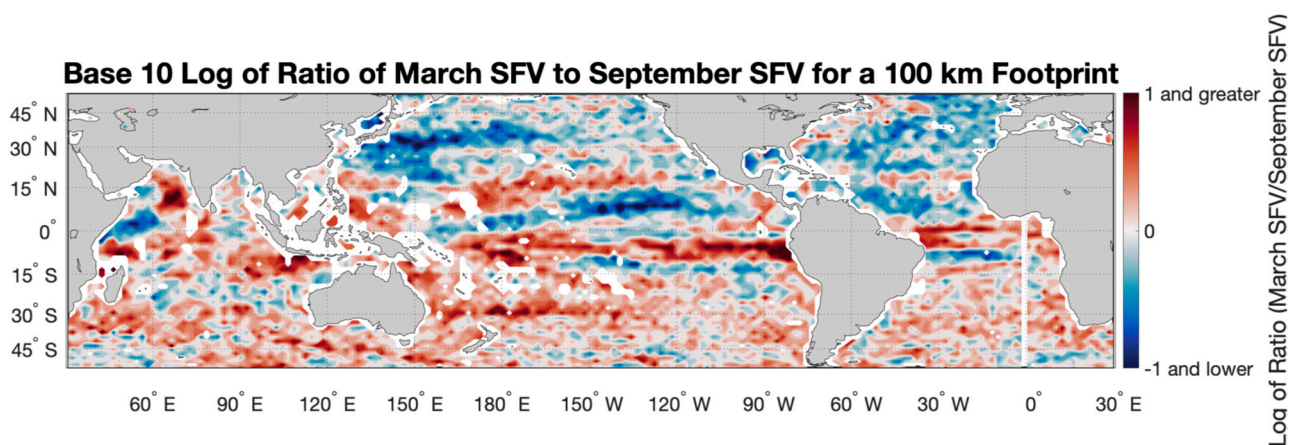 Base 10 Log of Ratio of March SFV to September SFV for a 100 km Footprint
45° N
30° N
15° N
0°
15° S
30° S
45° S
60° E
90° E
120° E
150° E
180° E
150° W
120° W
90° W
60° W
30° W
0°
30° E
1 and greater
0
-1 and lower
Log of Ratio (March SFV/September SFV)